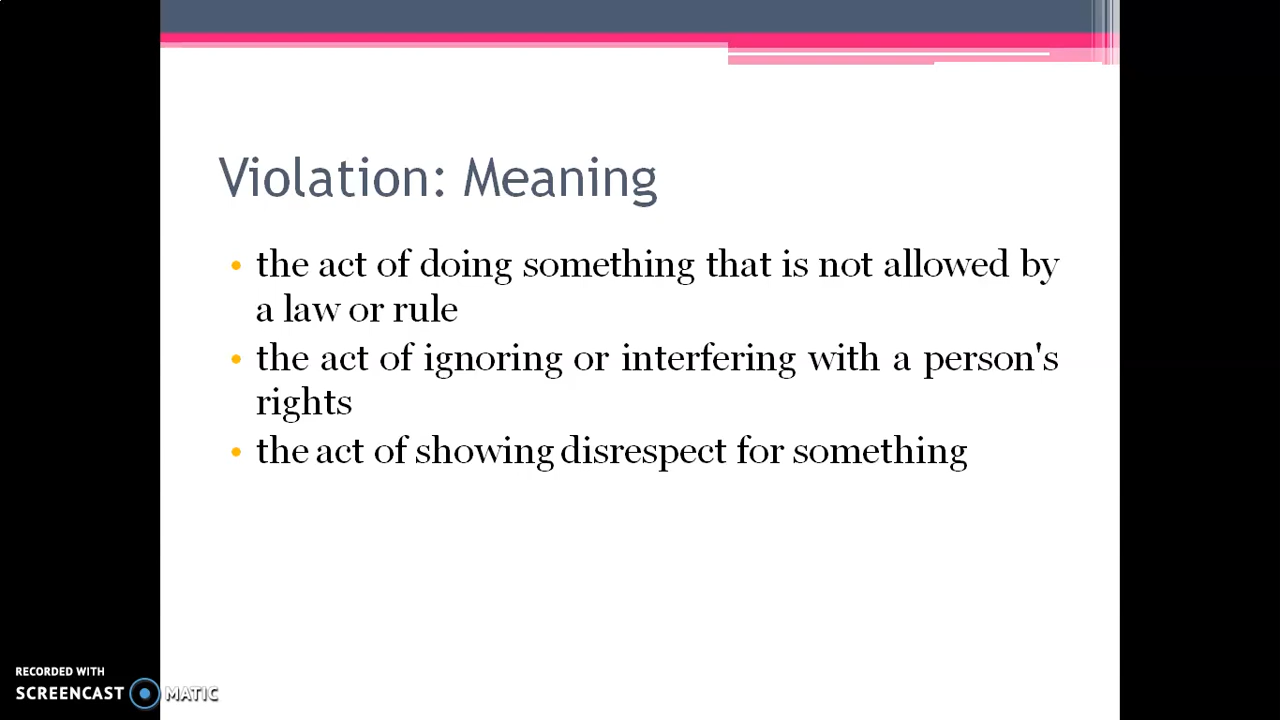 Violation: Meaning
• the act of doing something that is not allowed by
a law or rule
• the act of ignoring or interfering with a person's
rights
• the act of showing disrespect for something
RECORDED WITH
SCREENCAST MATIC